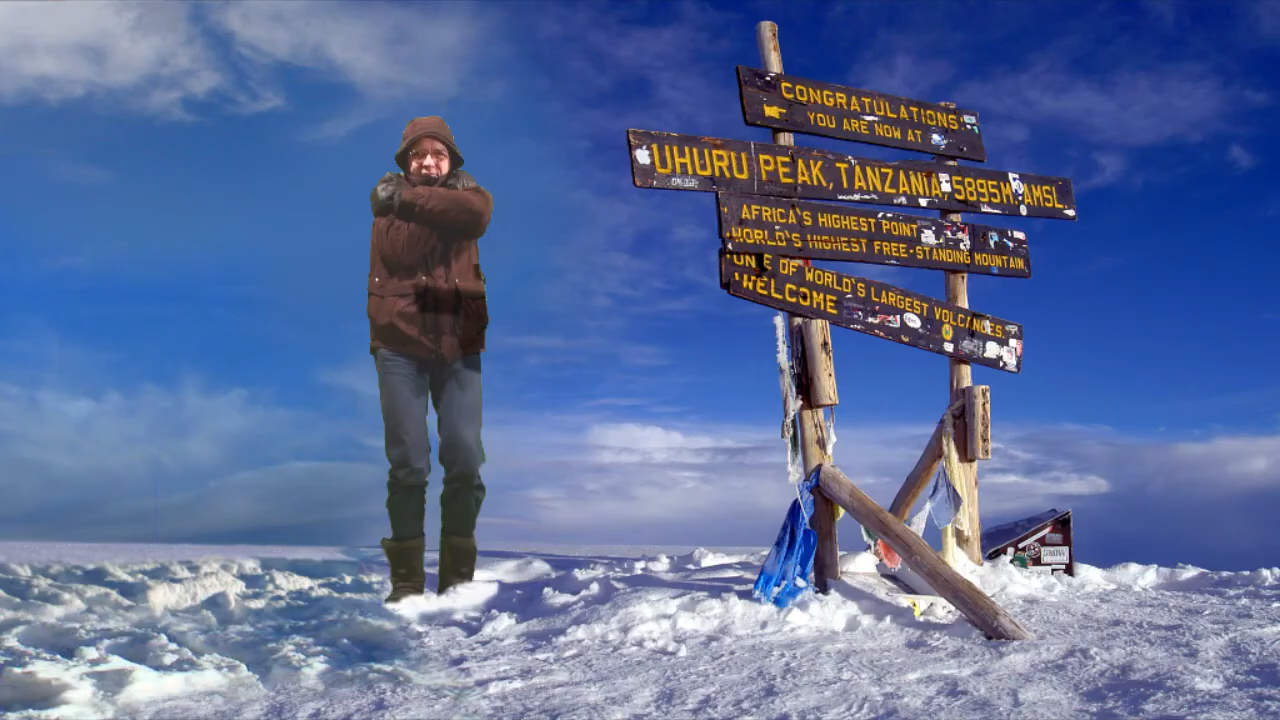 CONGRATULATIONS
YOU ARE NOW AT
UHURU PEAK, TANZANIA, 5895M. AMSL.
AFRICA'S HIGHEST POINT
WORLD'S HIGHEST FREE-STANDING MOUNTAIN.
ONE OF WORLD'S LARGEST VOLCANOES.
WELCOME